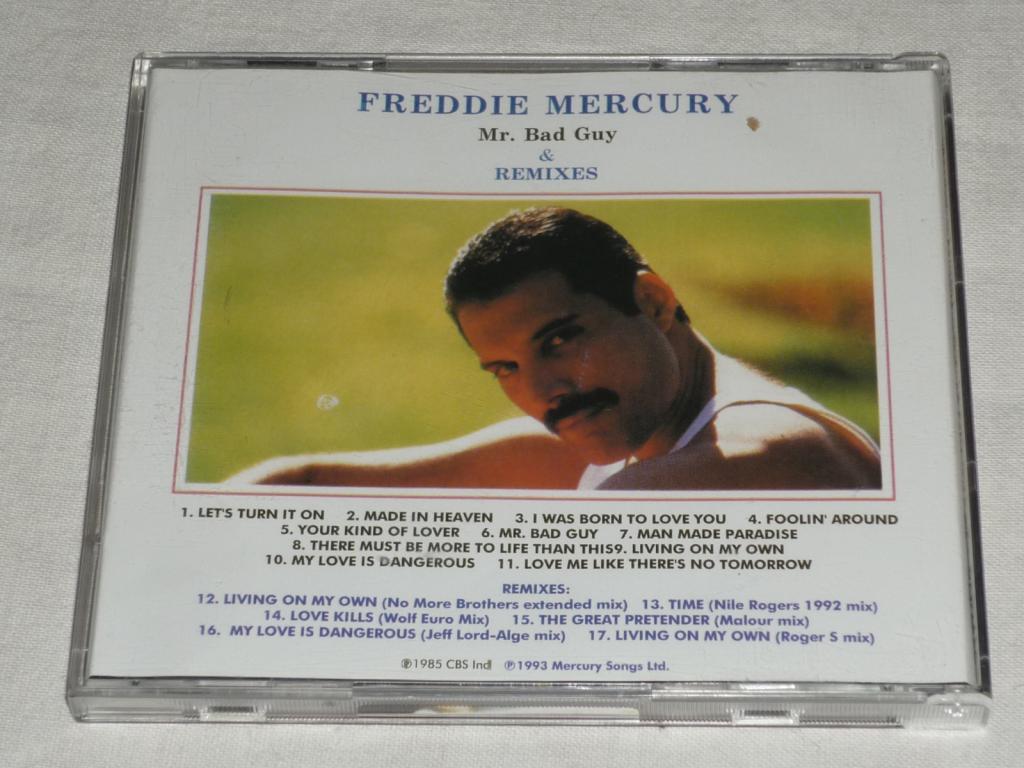 FREDDIE MERCURY
Mr. Bad Guy
&
REMIXES
1. LET'S TURN IT ON 2. MADE IN HEAVEN 3. I WAS BORN TO LOVE YOU 4. FOOLIN' AROUND
5. YOUR KIND OF LOVER 6. MR. BAD GUY 7. MAN MADE PARADISE
8. THERE MUST BE MORE TO LIFE THAN THIS9. LIVING ON MY OWN
10. MY LOVE IS DANGEROUS 11. LOVE ME LIKE THERE'S NO TOMORROW
REMIXES:
12. LIVING ON MY OWN (No More Brothers extended mix) 13. TIME (Nile Rogers 1992 mix)
14. LOVE KILLS (Wolf Euro Mix) 15. THE GREAT PRETENDER (Malour mix)
16. MY LOVE IS DANGEROUS (Jeff Lord-Alge mix) 17. LIVING ON MY OWN (Roger S mix)
℗1985 CBS Ind ℗1993 Mercury Songs Ltd.